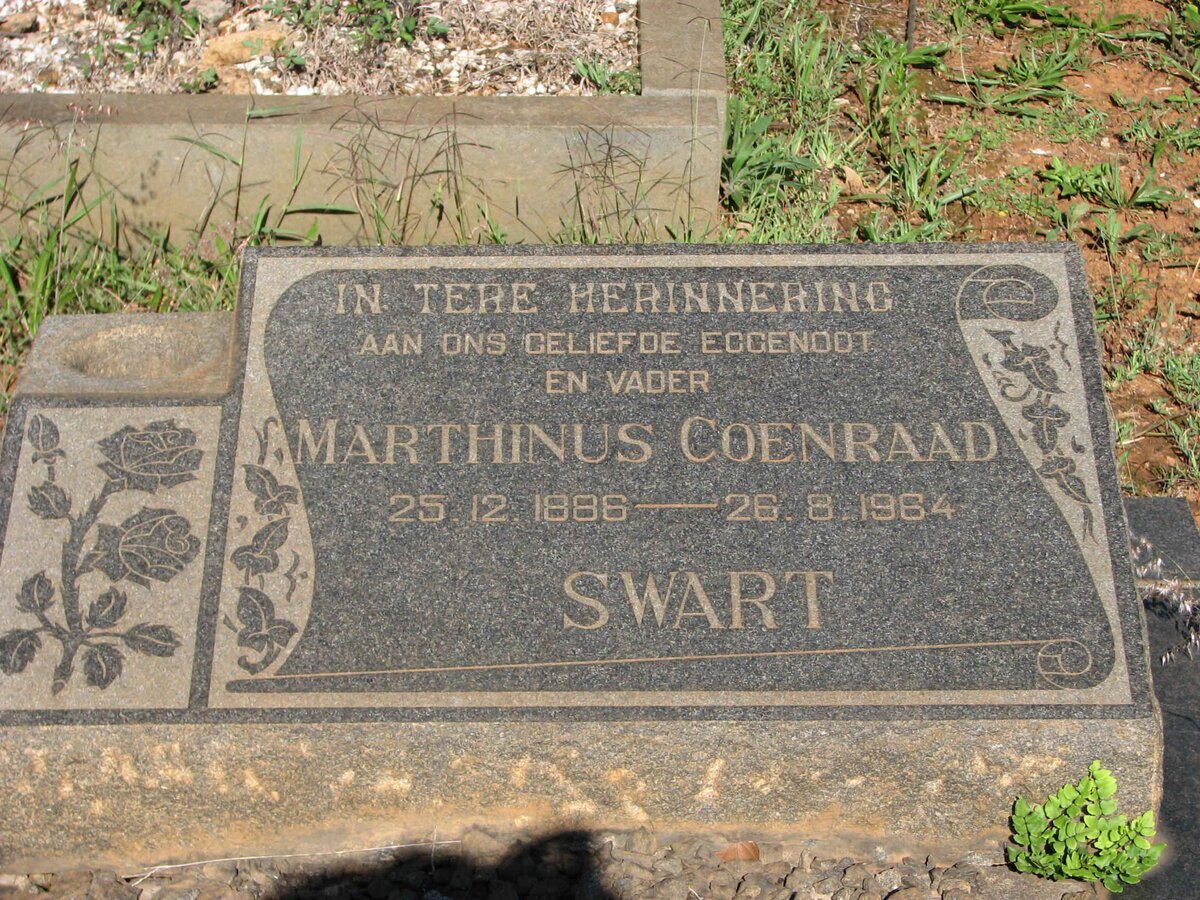 IN TERE HERINNERING
AAN ONS GELIEFDE EGGENOOT
EN VADER
MARTHINUS COENRAAD
25.12.1886 — 26.8.1964
SWART